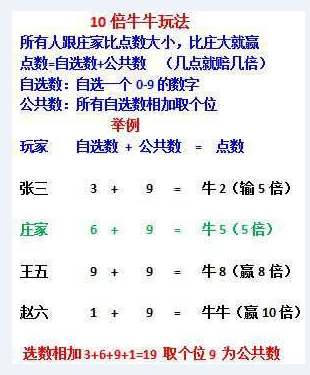 10 倍牛牛玩法
所有人跟庄家比点数大小，比庄大就赢
点数=自选数+公共数 （几点就赔几倍）
自选数：自选一个 0-9 的数字
公共数：所有自选数相加取个位
举例
玩家 自选数 + 公共数 = 点数
张三 3 + 9 = 牛 2（输 5 倍）
庄家 6 + 9 = 牛 5（5 倍）
王五 9 + 9 = 牛 8（赢 8 倍）
赵六 1 + 9 = 牛牛（赢 10 倍）
选数相加 3+6+9+1=19 取个位 9 为公共数